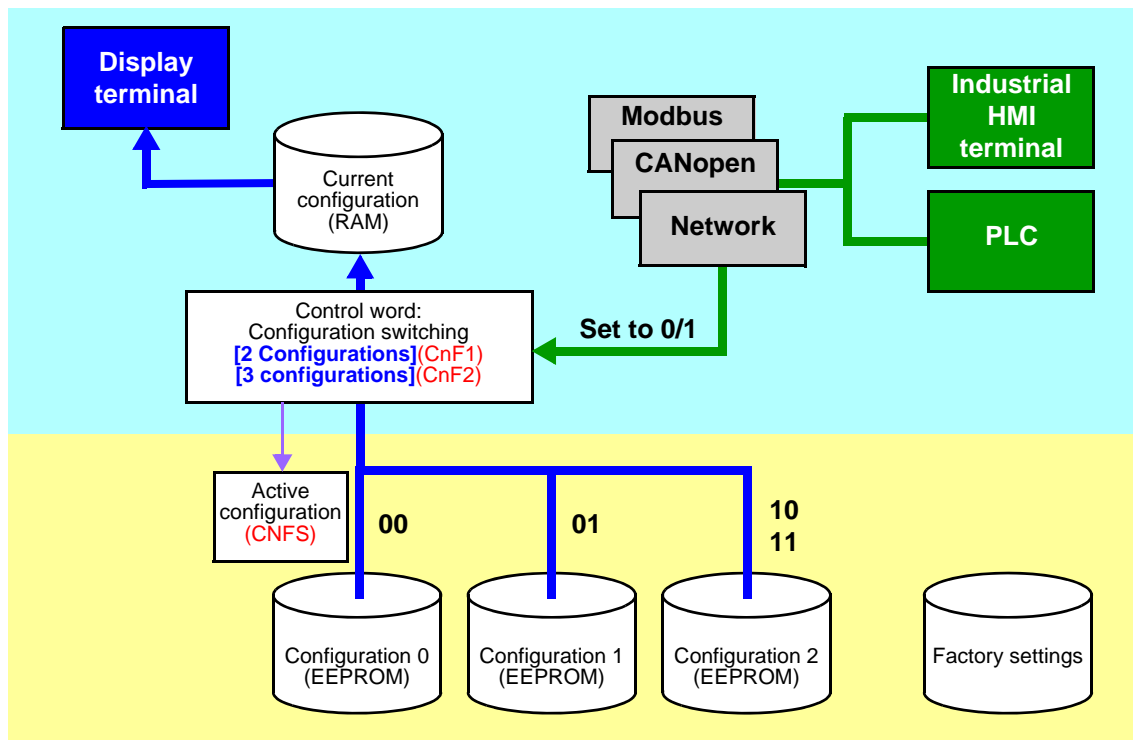 Display
terminal
Current
configuration
(RAM)
Modbus
CANopen
Network
Industrial
HMI
terminal
PLC
Control word:
Configuration switching
[2 Configurations](CnF1)
[3 configurations](CnF2)
Set to 0/1
Active
configuration
(CNFS)
00
01
10
11
Configuration 0
(EEPROM)
Configuration 1
(EEPROM)
Configuration 2
(EEPROM)
Factory settings